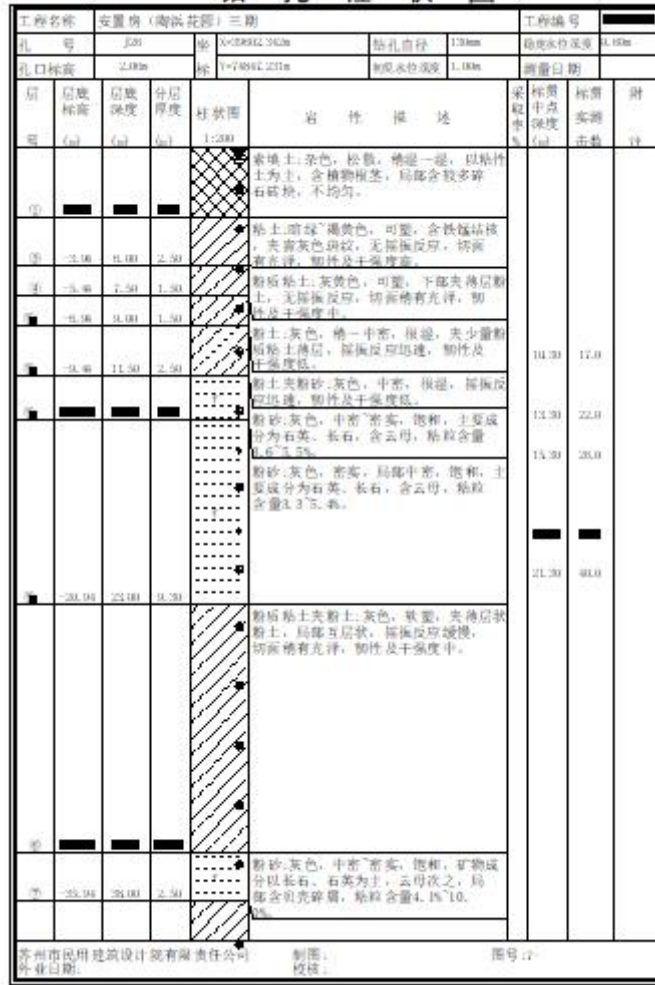 钻 孔 柱 状 图
工程名称 安置房（陶浜花园）三期 工程编号
孔 号 J26 坐 钻孔直径 130mm 稳定水位深度
孔口标高 2.04m 标 初见水位深度 1.00m 测量日期
层号 层底标高(m) 层底深度(m) 分层厚度(m) 柱状图 1:200 岩 性 描 述 采取率% 标贯中点深度(m) 标贯实测击数 附计
① 素填土:杂色，松散，稍湿一湿，以粘性
土为主，含植物根茎，局部含较多碎
石砖块，不均匀。
③ -3.96 6.00 2.50 粘土:暗绿~褐黄色，可塑，含铁锰结核
，夹青灰色斑纹，无摇振反应，切面
有光泽，韧性及干强度高。
④ -5.46 7.50 1.50 粉质粘土:灰黄色，可塑，下部夹薄层粉
土，无摇振反应，切面稍有光泽，韧
性及干强度中。
-6.96 9.00 1.50
粉土:灰色，稍一中密，很湿，夹少量粉
质粘土薄层，摇振反应迅速，韧性及
干强度低。
-9.46 11.50 2.50
10.30 17.0
粉土夹粉砂:灰色，中密，很湿，摇振反
应迅速，韧性及干强度低。
13.30 22.0
粉砂:灰色，中密~密实，饱和，主要成
分为石英、长石，含云母，粘粒含量
15.30 28.0
粉砂:灰色，密实，局部中密，饱和，主
要成分为石英、长石，含云母，粘粒
含量3.3~5.4%。
21.30 40.0
-20.94 23.00 9.30
粉质粘土夹粉土:灰色，软塑，夹薄层状
粉土，局部互层状，摇振反应缓慢，
切面稍有光泽，韧性及干强度中。
⑥
⑦ -35.94 38.00 2.50 粉砂:灰色，中密~密实，饱和，矿物成
分以长石、石英为主，云母次之，局
部含贝壳碎屑，粘粒含量4.1%~10.
0%。
苏州市民用建筑设计院有限责任公司 制图: 图号:7-
外业日期: 校核: